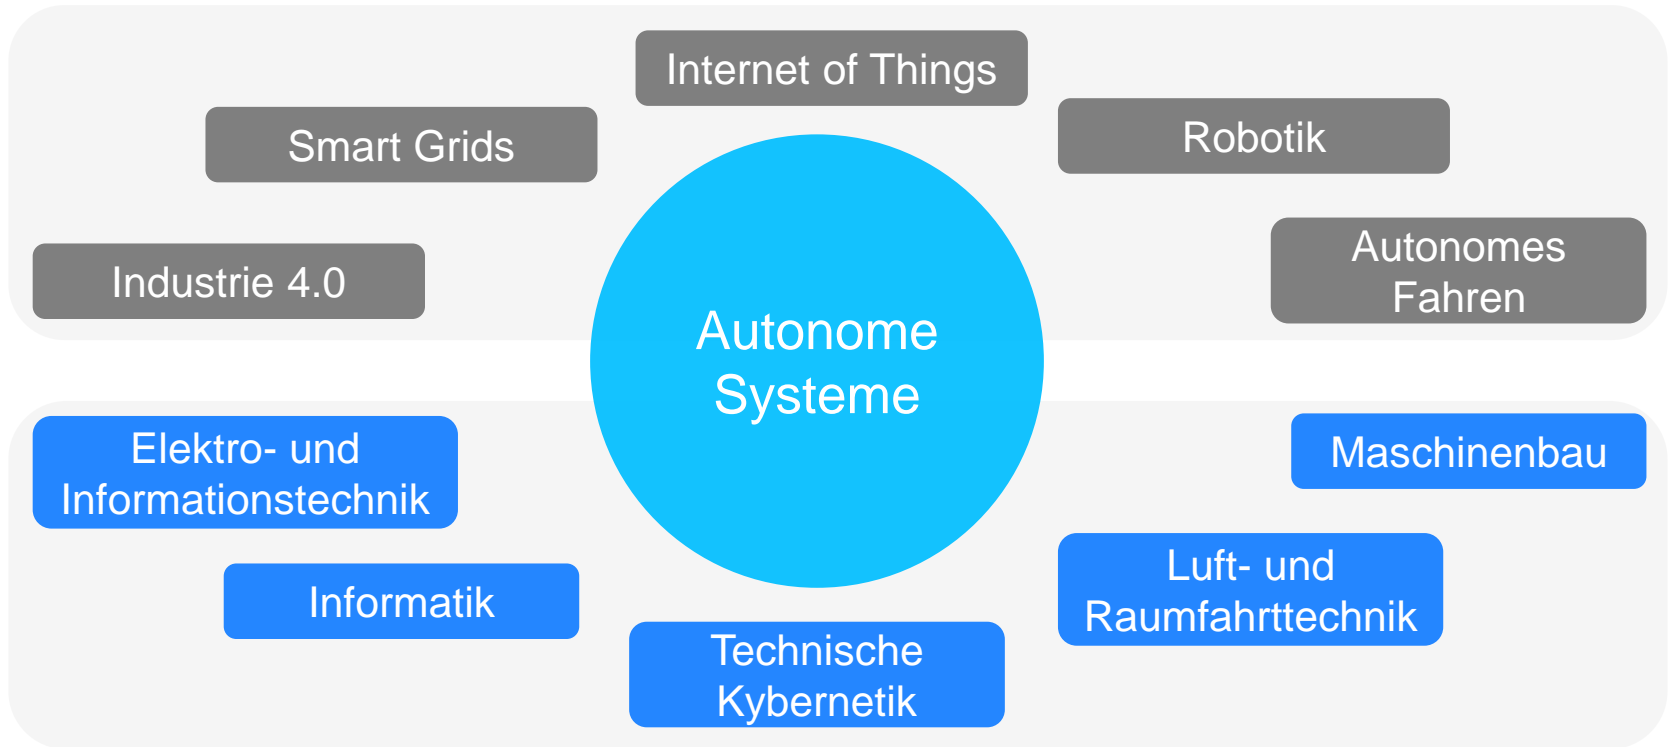 Internet of Things
Smart Grids
Robotik
Industrie 4.0
Autonomes
Fahren
Autonome
Systeme
Elektro- und
Informationstechnik
Maschinenbau
Informatik
Luft- und
Raumfahrttechnik
Technische
Kybernetik